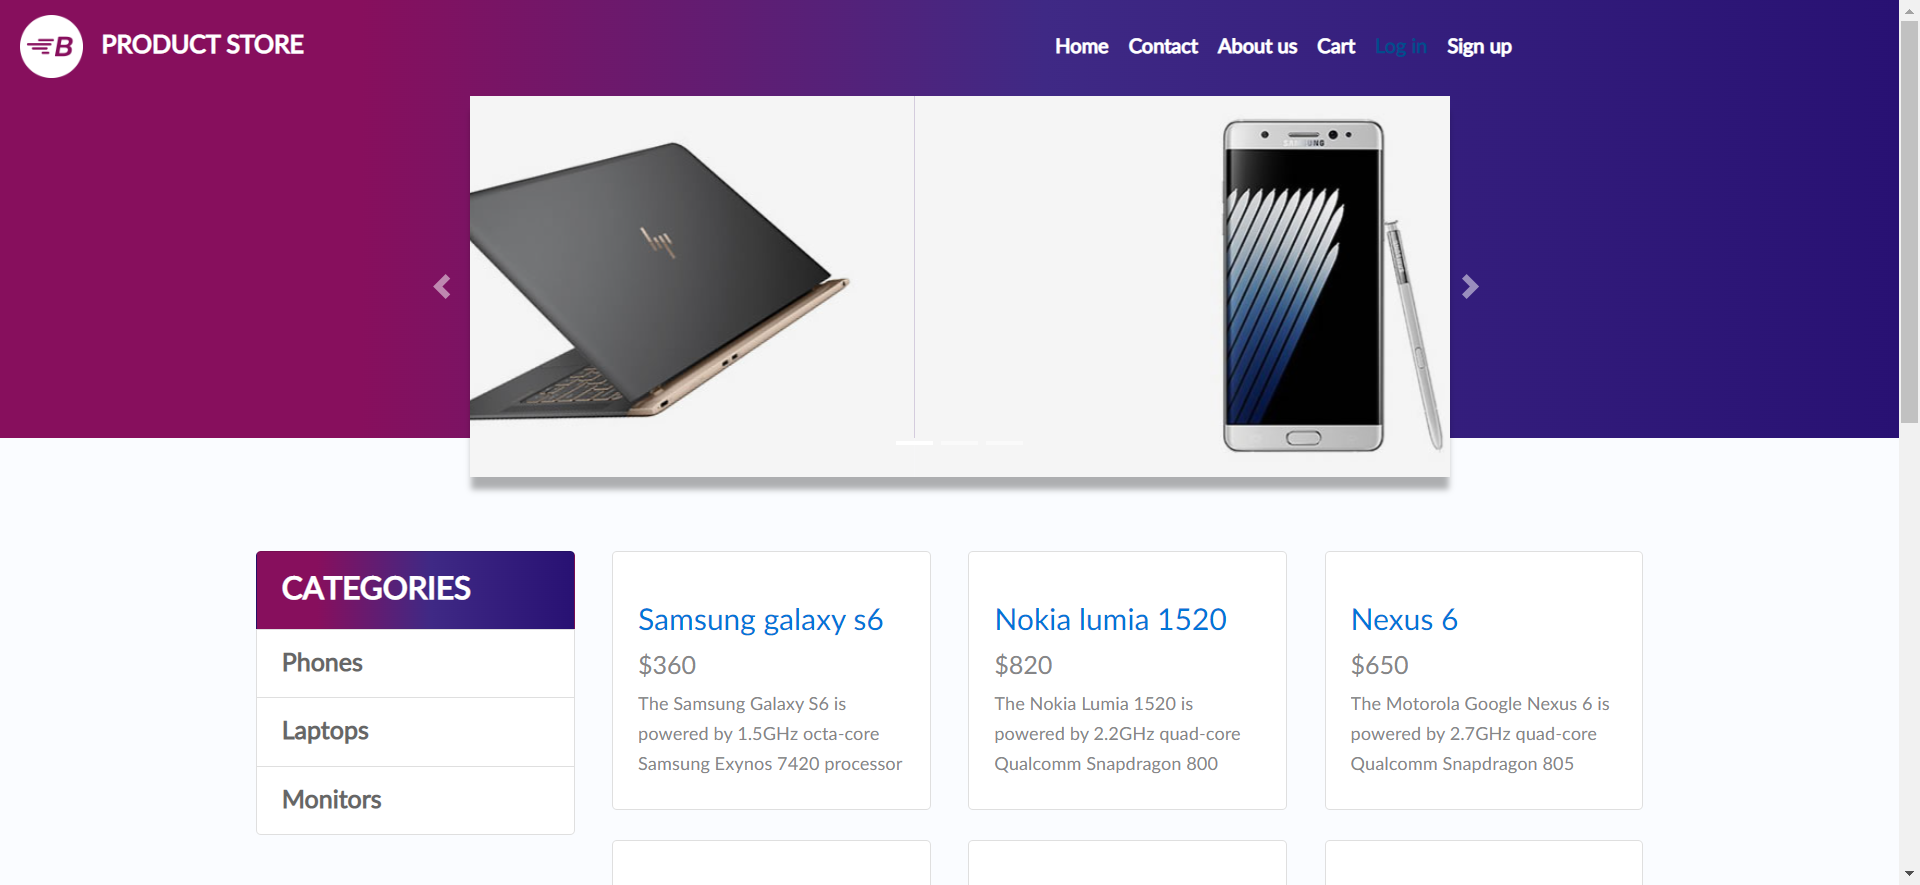 B PRODUCT STORE
Home Contact About us Cart Log in Sign up
SAMSUNG
CATEGORIES
Phones
Laptops
Monitors
Samsung galaxy s6
$360
The Samsung Galaxy S6 is
powered by 1.5GHz octa-core
Samsung Exynos 7420 processor
Nokia lumia 1520
$820
The Nokia Lumia 1520 is
powered by 2.2GHz quad-core
Qualcomm Snapdragon 800
Nexus 6
$650
The Motorola Google Nexus 6 is
powered by 2.7GHz quad-core
Qualcomm Snapdragon 805